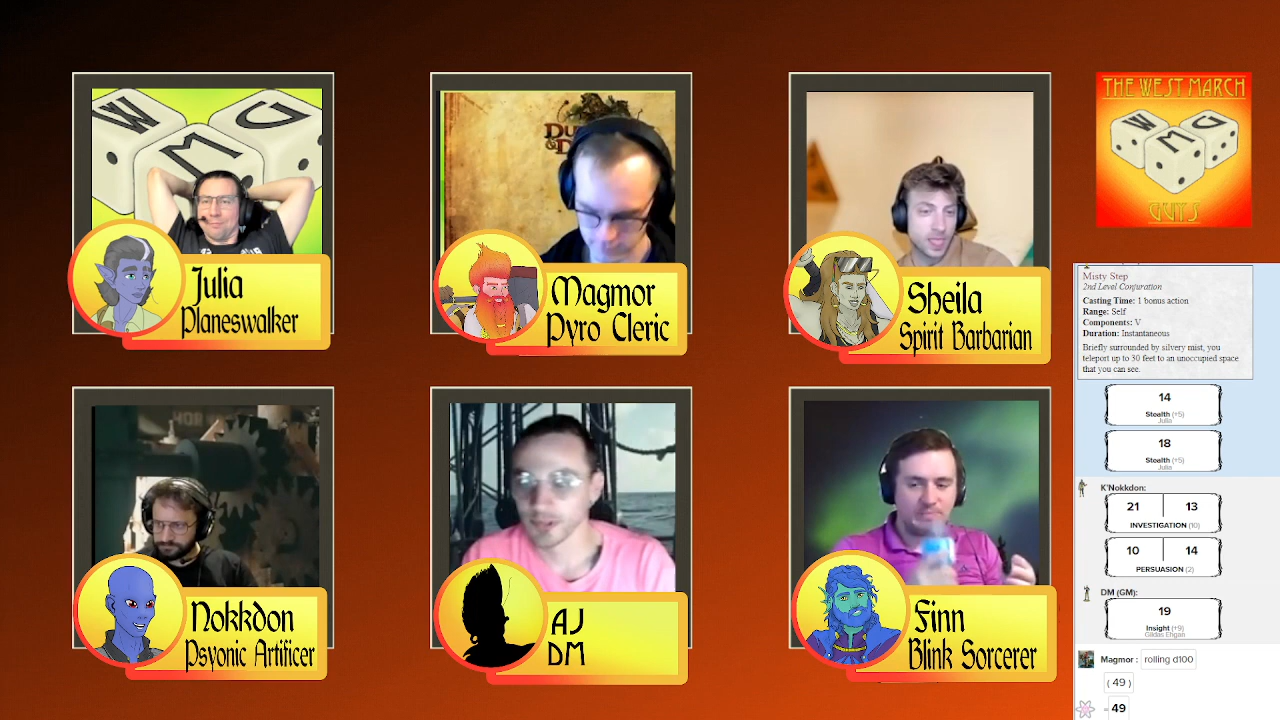 W
M
G
Julia
Planeswalker
Magmor
Pyro Cleric
Sheila
Spirit Barbarian
THE WEST MARCH
W
M
G
GUYS
Nokkdon
Psyonic Artificer
AJ
DM
Finn
Blink Sorcerer
Misty Step
2nd Level Conjuration
Casting Time: 1 bonus action
Range: Self
Components: V
Duration: Instantaneous
Briefly surrounded by silvery mist, you
teleport up to 30 feet to an unoccupied space
that you can see.
14
Stealth (+5)
Julia
18
Stealth (+5)
Julia
K'Nokkdon:
21 13
INVESTIGATION (10)
10 14
PERSUASION (2)
DM (GM):
19
Insight (+9)
Gildas Ehgan
Magmor : rolling d100
( 49 )
= 49